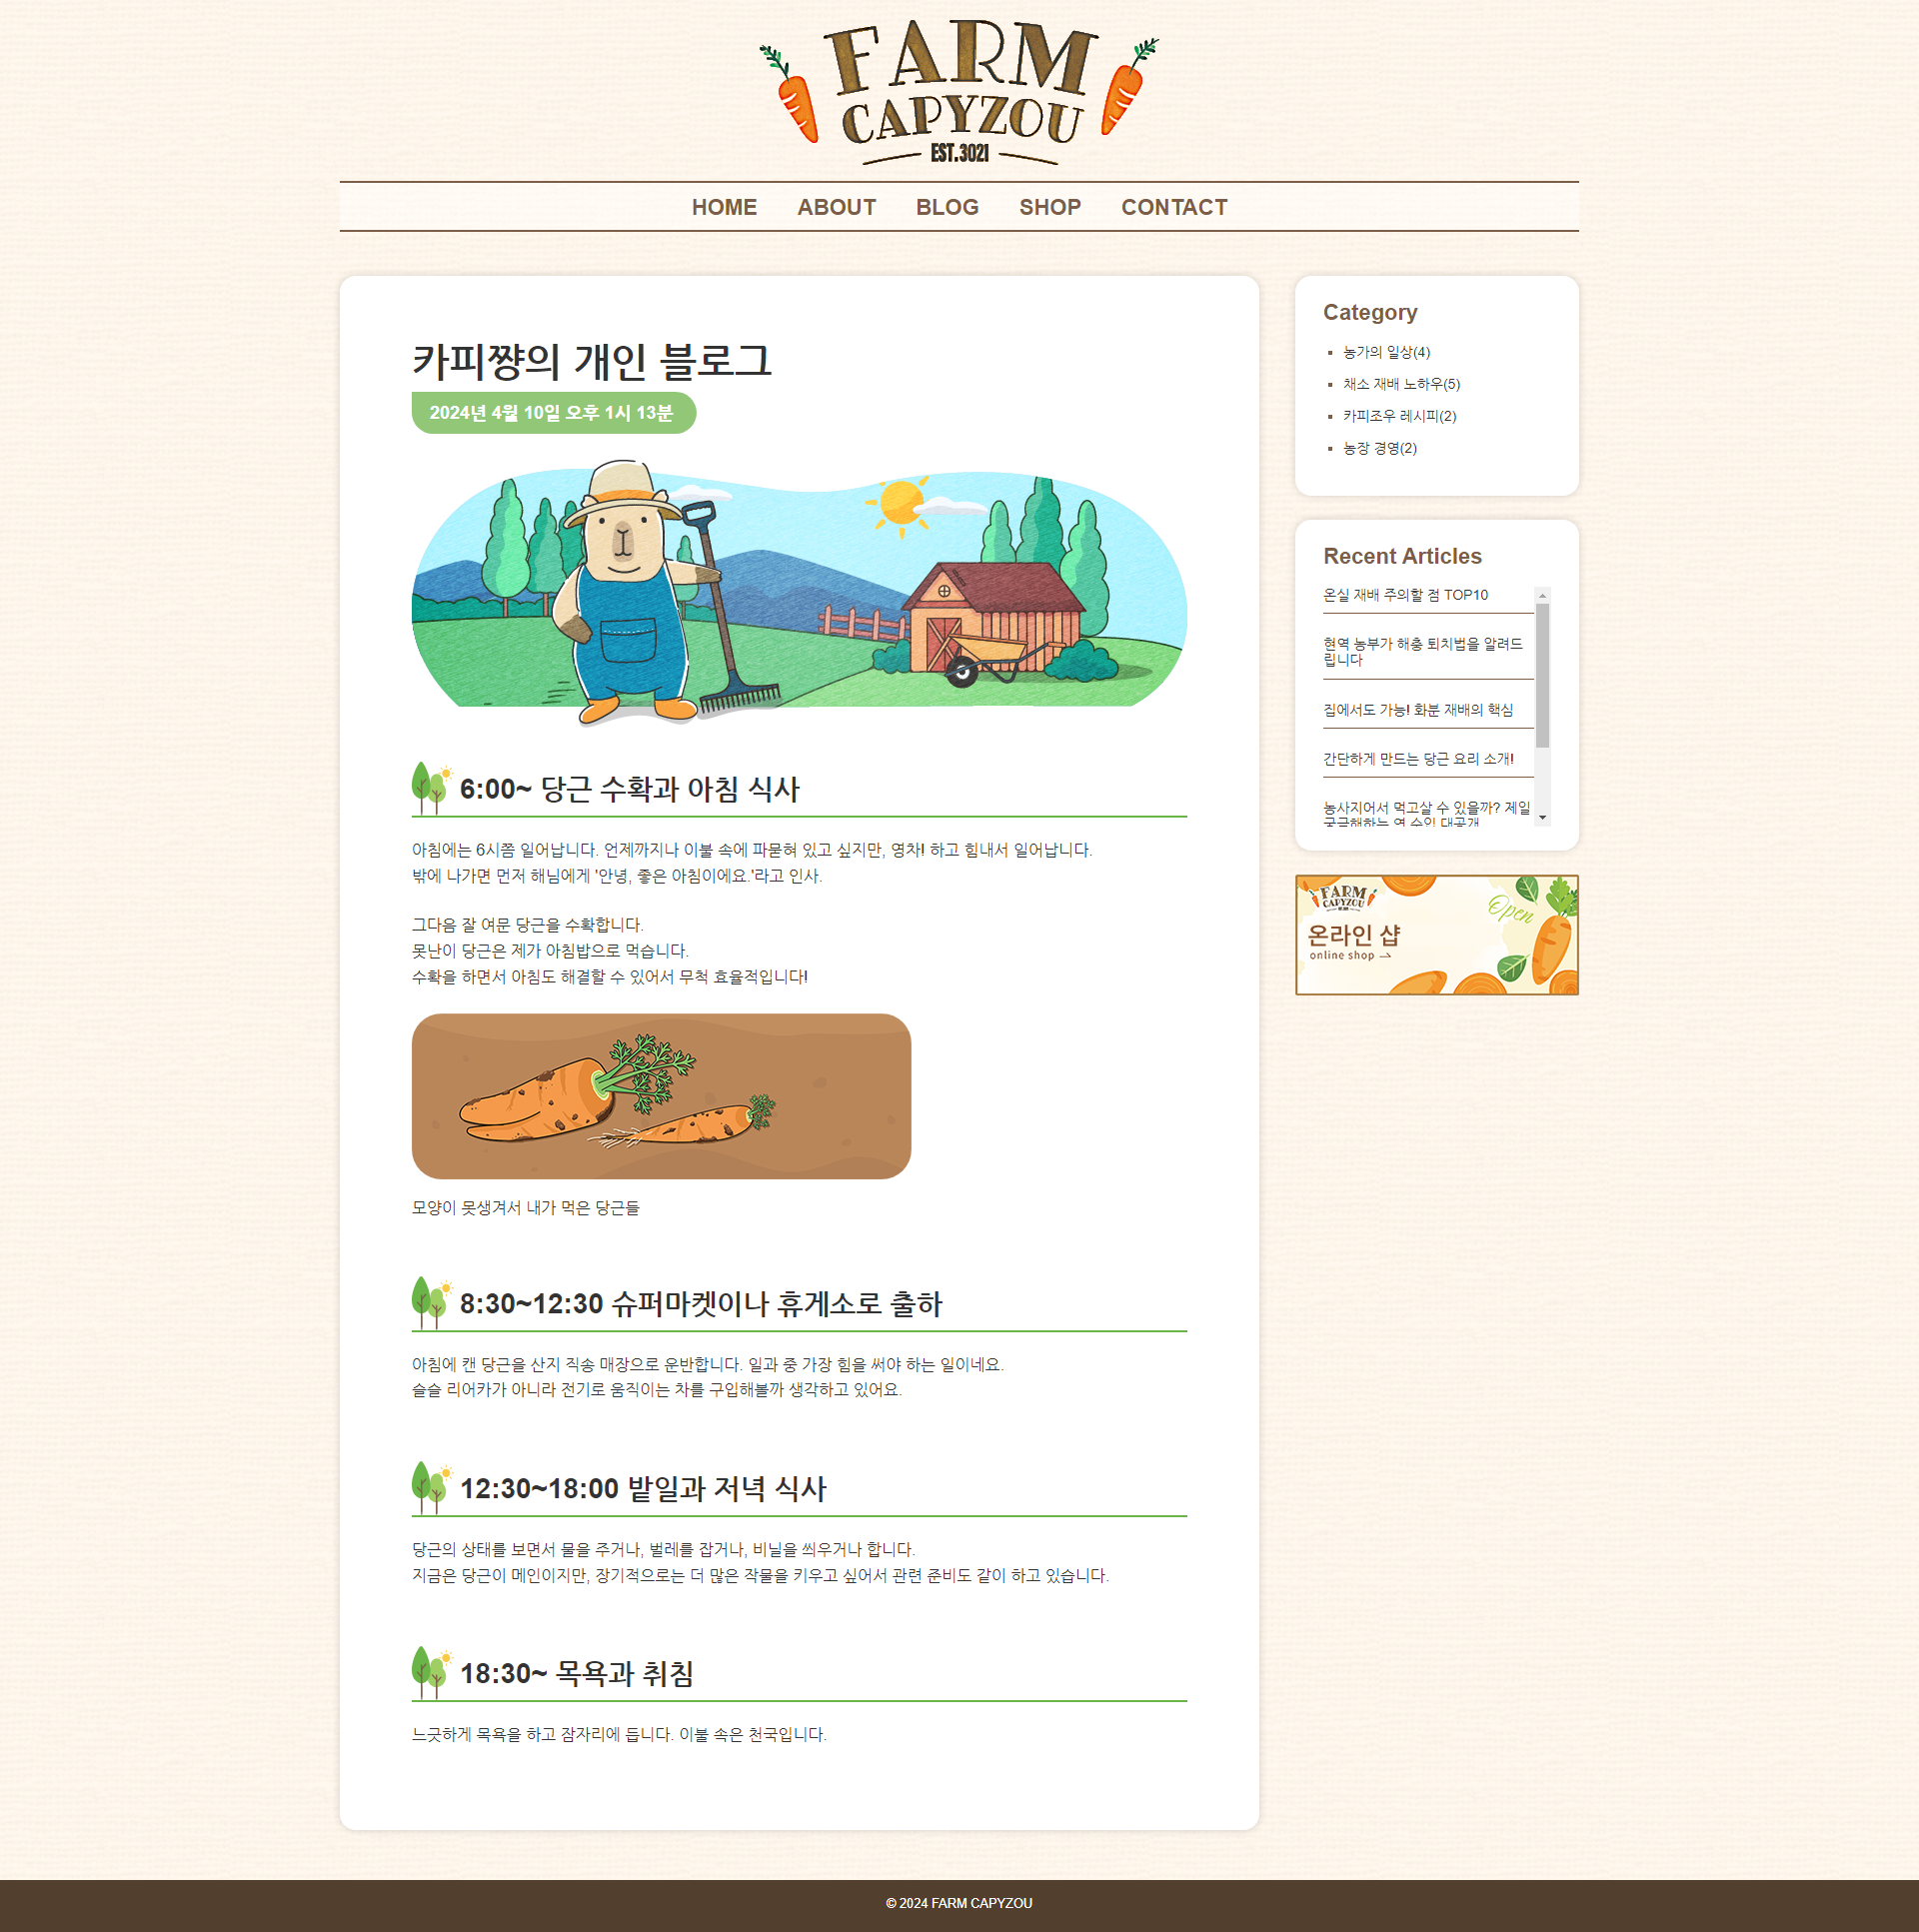 FARM
CAPYZOU
EST.3021
HOME ABOUT BLOG SHOP CONTACT
카피쨩의 개인 블로그
2024년 4월 10일 오후 1시 13분
6:00~ 당근 수확과 아침 식사
아침에는 6시쯤 일어납니다. 언제까지나 이불 속에 파묻혀 있고 싶지만, 영차! 하고 힘내서 일어납니다.
밖에 나가면 먼저 해님에게 '안녕, 좋은 아침이에요.'라고 인사.
그다음 잘 여문 당근을 수확합니다.
못난이 당근은 제가 아침밥으로 먹습니다.
수확을 하면서 아침도 해결할 수 있어서 무척 효율적입니다!
모양이 못생겨서 내가 먹은 당근들
8:30~12:30 슈퍼마켓이나 휴게소로 출하
아침에 캔 당근을 산지 직송 매장으로 운반합니다. 일과 중 가장 힘을 써야 하는 일이네요.
슬슬 리어카가 아니라 전기로 움직이는 차를 구입해볼까 생각하고 있어요.
12:30~18:00 밭일과 저녁 식사
당근의 상태를 보면서 물을 주거나, 벌레를 잡거나, 비닐을 씌우거나 합니다.
지금은 당근이 메인이지만, 장기적으로는 더 많은 작물을 키우고 싶어서 관련 준비도 같이 하고 있습니다.
18:30~ 목욕과 취침
느긋하게 목욕을 하고 잠자리에 듭니다. 이불 속은 천국입니다.
Category
농가의 일상(4)
채소 재배 노하우(5)
카피조우 레시피(2)
농장 경영(2)
Recent Articles
온실 재배 주의할 점 TOP10
현역 농부가 해충 퇴치법을 알려드
립니다
집에서도 가능! 화분 재배의 핵심
간단하게 만드는 당근 요리 소개!
농사지어서 먹고살 수 있을까? 제일
궁금해하는 연 수입 대공개
FARM
CAPYZOU
Open
온라인 샵
online shop →
© 2024 FARM CAPYZOU